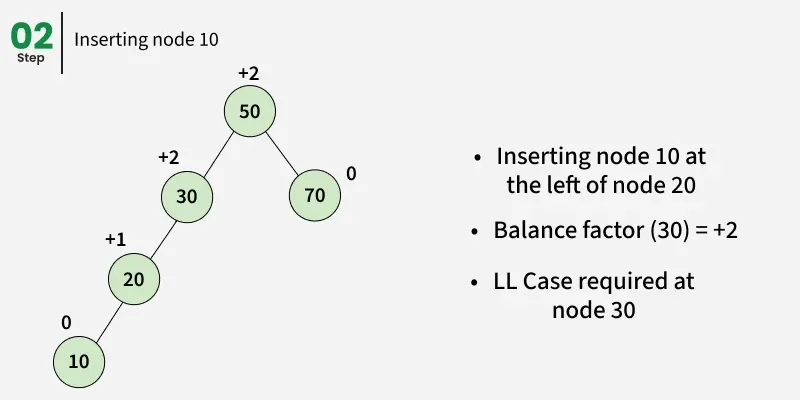 02
Step
Inserting node 10
+2
50
+2
30
0
70
+1
20
0
10
• Inserting node 10 at
the left of node 20
• Balance factor (30) = +2
• LL Case required at
node 30